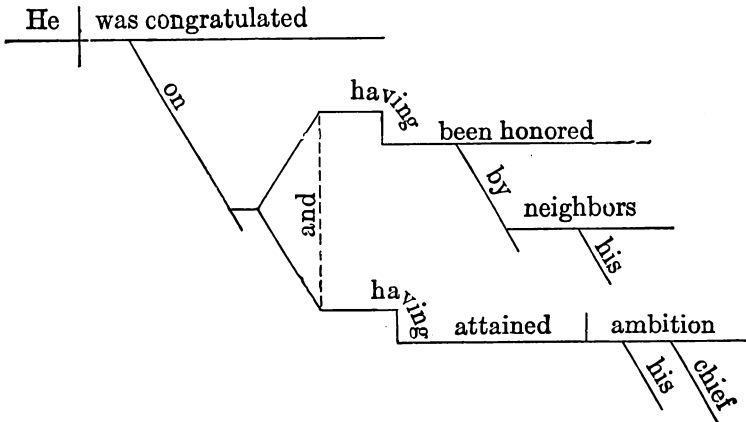 He was congratulated
on
having
been honored
by
neighbors
his
and
having
attained ambition
his
chief